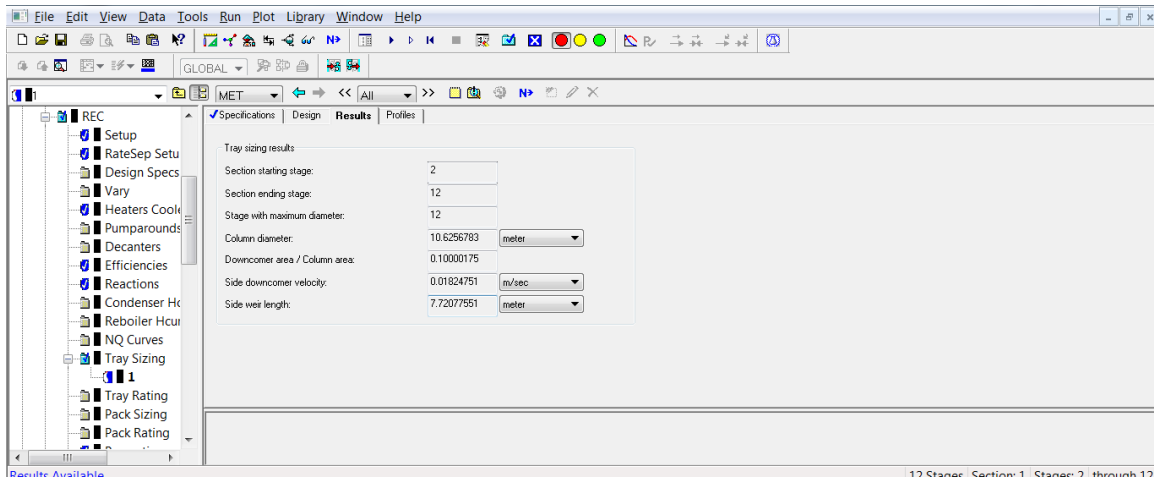 File Edit View Data Tools Run Plot Library Window Help
N>
GLOBAL
1 MET << All >> N>
REC
Setup
RateSep Setu
Design Specs
Vary
Heaters Coole
Pumparounds
Decanters
Efficiencies
Reactions
Condenser Hc
Reboiler Hcur
NQ Curves
Tray Sizing
1
Tray Rating
Pack Sizing
Pack Rating
Specifications Design Results Profiles
Tray sizing results
Section starting stage: 2
Section ending stage: 12
Stage with maximum diameter: 12
Column diameter: 10.6256783 meter
Downcomer area / Column area: 0.10000175
Side downcomer velocity: 0.01824751 m/sec
Side weir length: 7.72077551 meter
Results Available 12 Stages Section: 1 Stages: 2 through 12